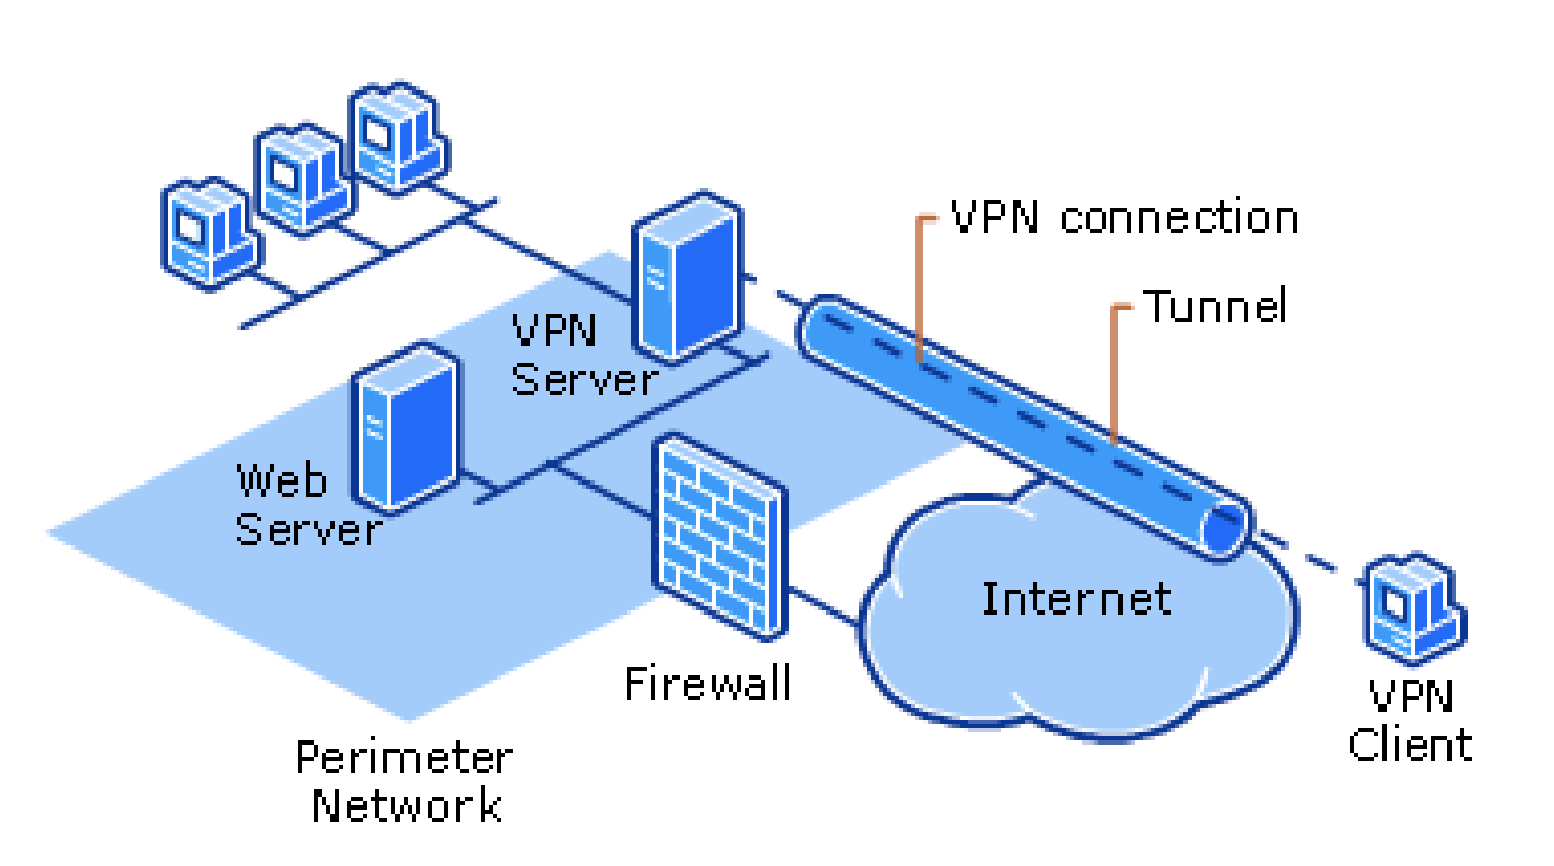 VPN connection
Tunnel
VPN
Server
Web
Server
Internet
Firewall
VPN
Client
Perimeter
Network